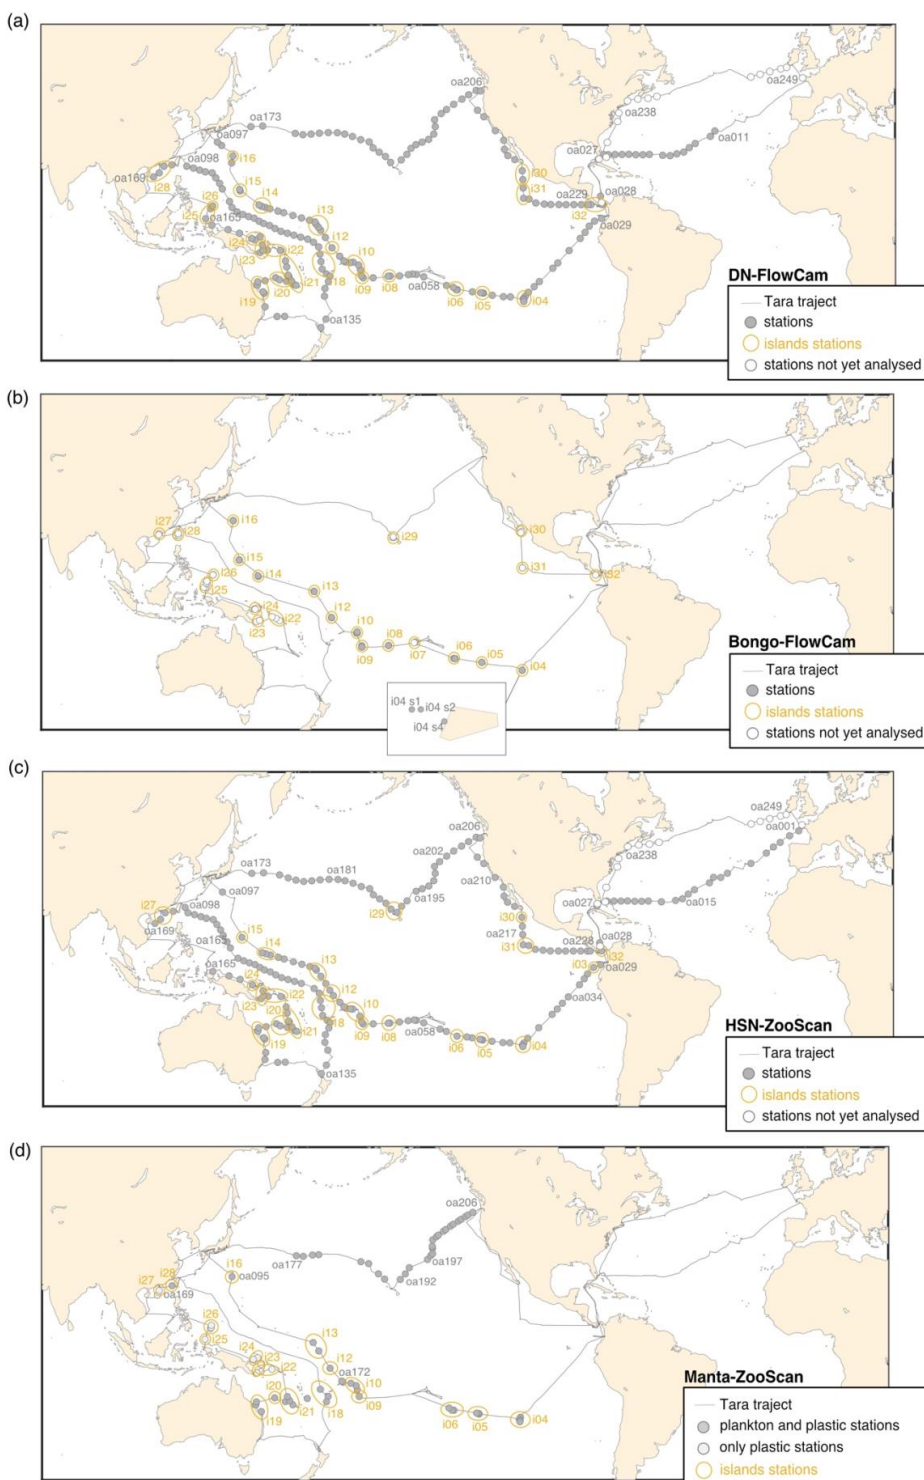 (a)
oa206
oa249
oa173
oa238
oa097
oa011
oa098
i16
oa027
oa169
i28
i15
i30
i31
i14
oa229
oa028
i26
i25
oa165
i13
i32
oa029
i12
i24
i22
i10
i23
i18
i20
i21
i09
i08
oa058
i19
i06
i05
i04
oa135
DN-FlowCam
Tara traject
stations
islands stations
stations not yet analysed
(b)
i27
i28
i16
i29
i30
i15
i14
i31
i32
i26
i25
i13
i24
i12
i23
i22
i10
i09
i08
i07
i06
i05
i04
i04 s1
i04 s2
i04 s4
Bongo-FlowCam
Tara traject
stations
islands stations
stations not yet analysed
(c)
oa249
oa001
oa206
oa202
oa238
oa173
oa181
oa210
oa097
oa195
oa015
i27
oa098
i29
oa027
oa169
i30
i15
oa217
i14
i31
oa228
oa028
i32
oa165
i13
i03
oa029
i24
i12
i23
i22
i10
oa034
i20
i18
i09
i08
oa058
i21
i19
i06
i05
i04
oa135
HSN-ZooScan
Tara traject
stations
islands stations
stations not yet analysed
(d)
oa206
oa177
oa197
i16
oa095
oa192
i27
i28
oa169
i26
i25
i13
i24
i23
i12
i22
oa172
i10
i20
i09
i19
i21
i18
i06
i05
i04
Manta-ZooScan
Tara traject
plankton and plastic stations
only plastic stations
islands stations